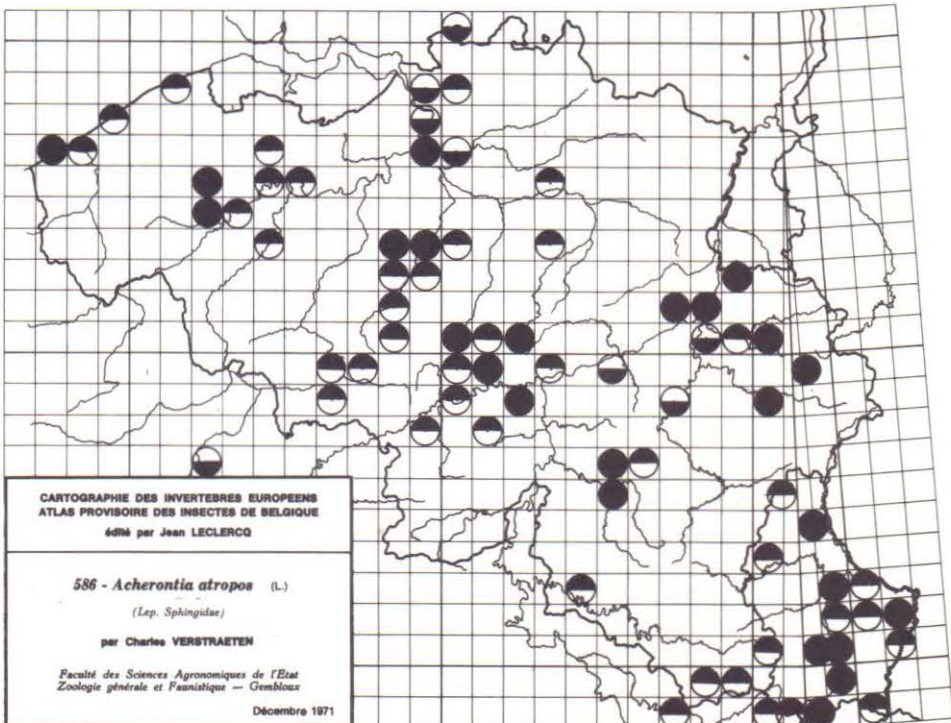 CARTOGRAPHIE DES INVERTEBRES EUROPEENS
ATLAS PROVISOIRE DES INSECTES DE BELGIQUE
édité par Jean LECLERCQ
586 - Acherontia atropos (L.)
(Lep. Sphingidae)
par Charles VERSTRAETEN
Faculté des Sciences Agronomiques de l'Etat
Zoologie générale et Faunistique — Gembloux
Décembre 1971